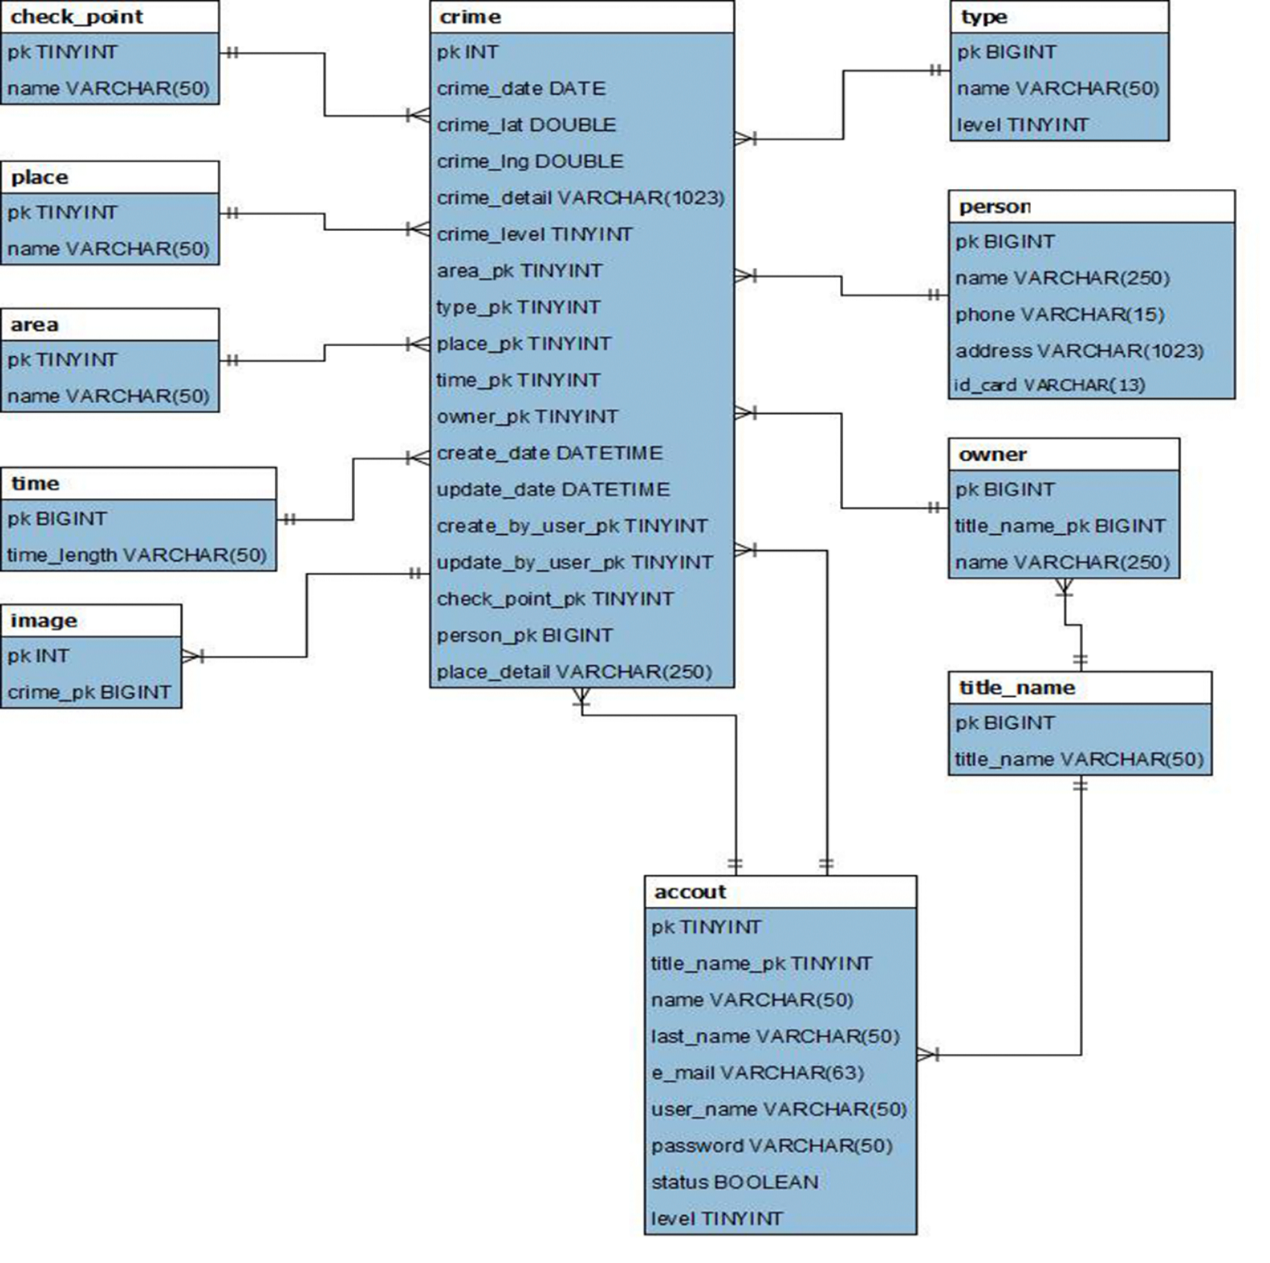 check_point
pk TINYINT
name VARCHAR(50)
place
pk TINYINT
name VARCHAR(50)
area
pk TINYINT
name VARCHAR(50)
time
pk BIGINT
time_length VARCHAR(50)
image
pk INT
crime_pk BIGINT
crime
pk INT
crime_date DATE
crime_lat DOUBLE
crime_lng DOUBLE
crime_detail VARCHAR(1023)
crime_level TINYINT
area_pk TINYINT
type_pk TINYINT
place_pk TINYINT
time_pk TINYINT
owner_pk TINYINT
create_date DATETIME
update_date DATETIME
create_by_user_pk TINYINT
update_by_user_pk TINYINT
check_point_pk TINYINT
person_pk BIGINT
place_detail VARCHAR(250)
type
pk BIGINT
name VARCHAR(50)
level TINYINT
person
pk BIGINT
name VARCHAR(250)
phone VARCHAR(15)
address VARCHAR(1023)
id_card VARCHAR(13)
owner
pk BIGINT
title_name_pk BIGINT
name VARCHAR(250)
title_name
pk BIGINT
title_name VARCHAR(50)
accout
pk TINYINT
title_name_pk TINYINT
name VARCHAR(50)
last_name VARCHAR(50)
e_mail VARCHAR(63)
user_name VARCHAR(50)
password VARCHAR(50)
status BOOLEAN
level TINYINT